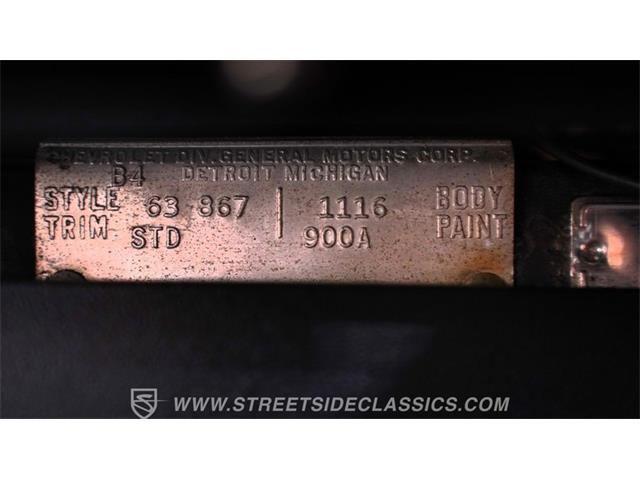 CHEVROLET DIV. GENERAL MOTORS CORP.
B4 DETROIT MICHIGAN
STYLE 63 867 1116 BODY
TRIM STD 900A PAINT
WWW.STREETSIDECLASSICS.COM